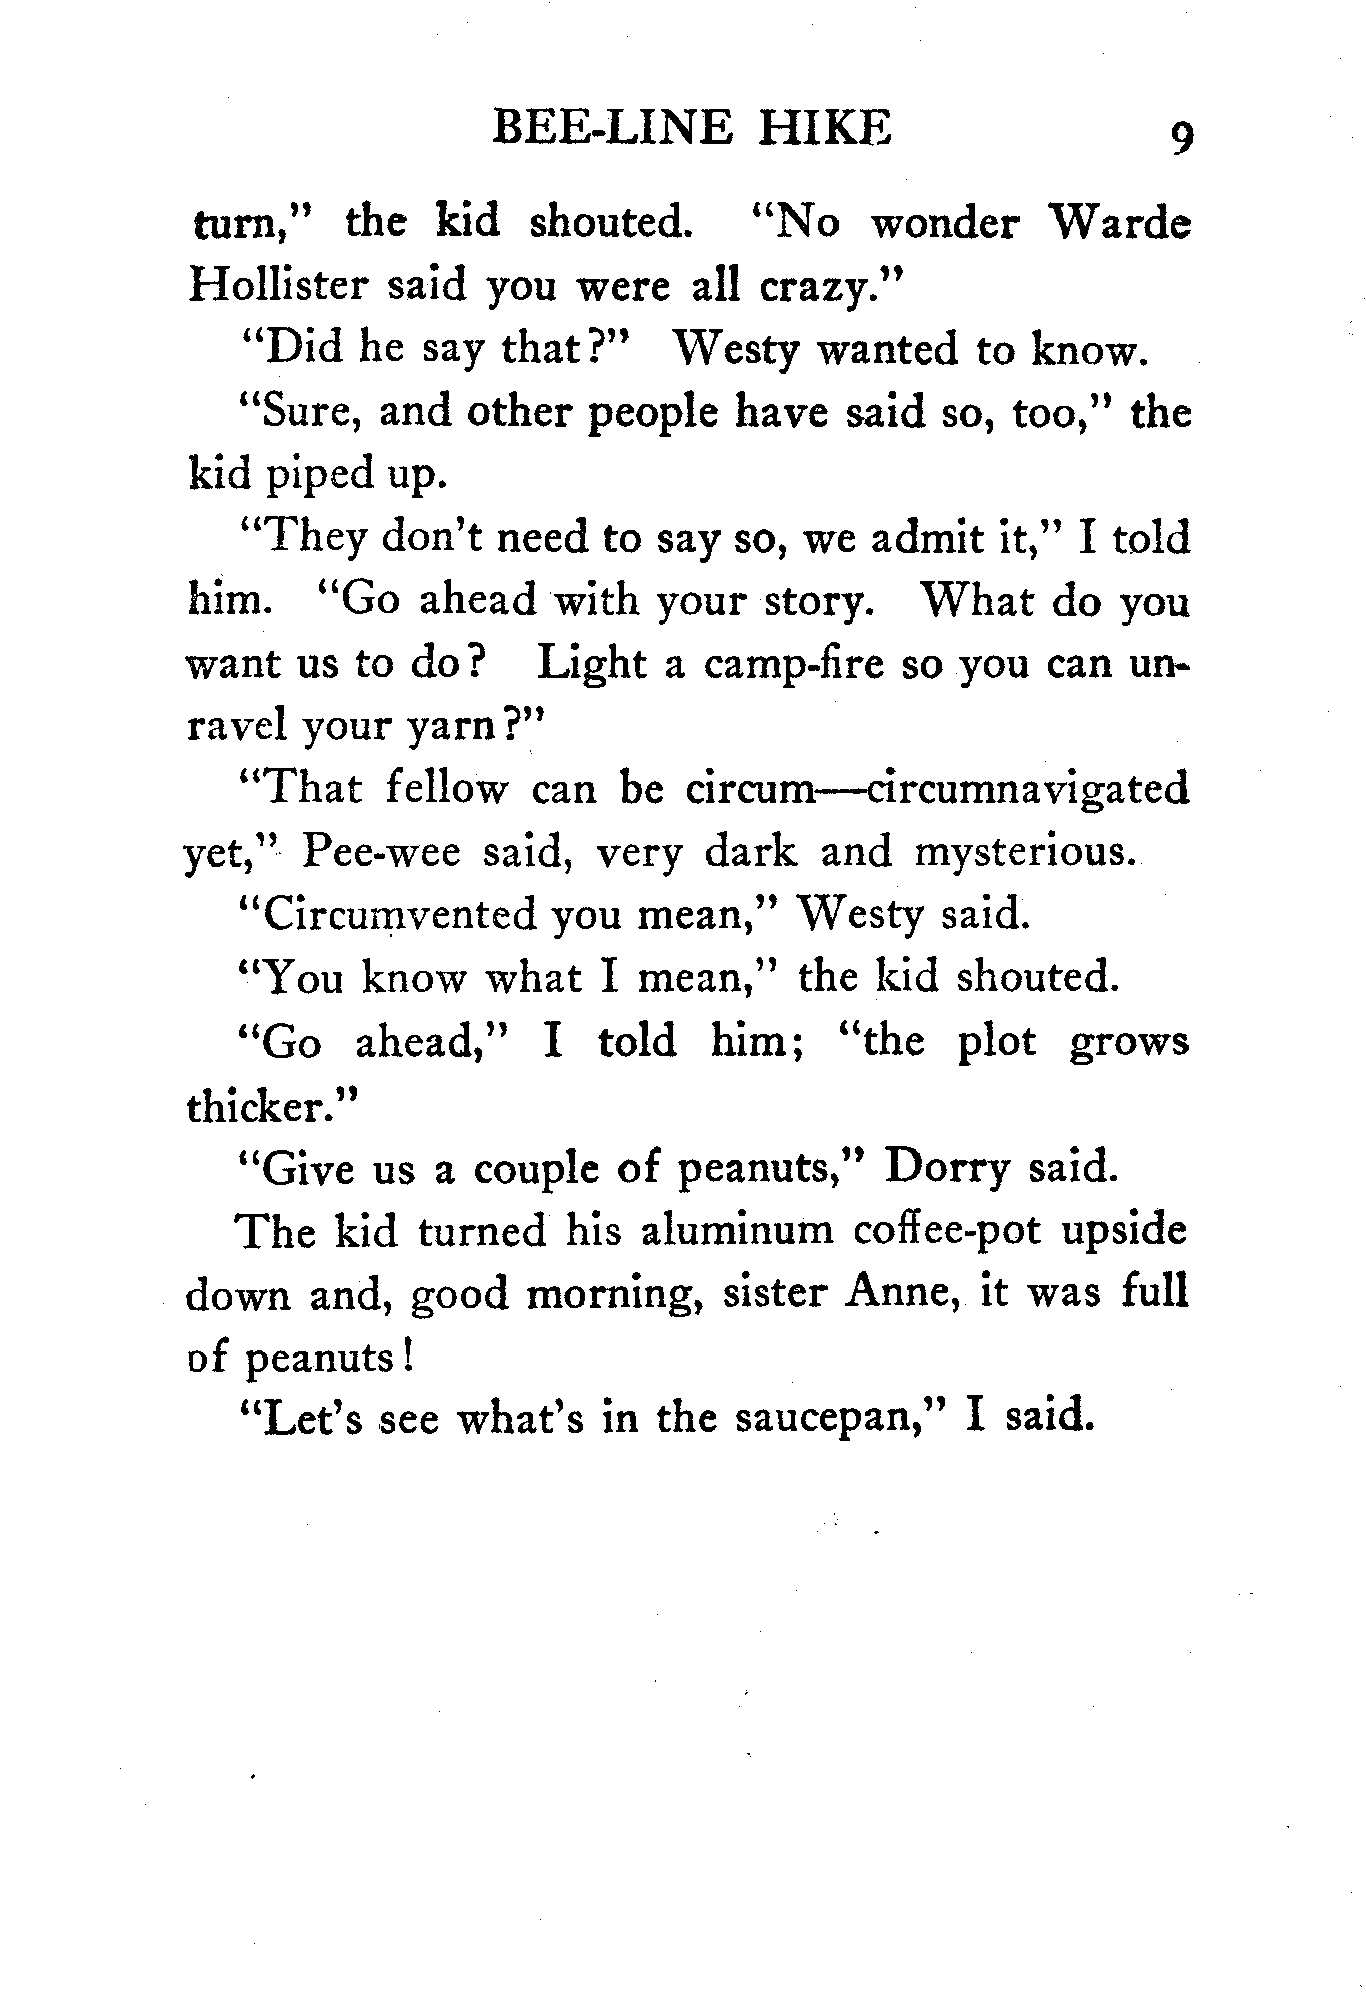 BEE-LINE HIKE 9
turn," the kid shouted. "No wonder Warde
Hollister said you were all crazy."
"Did he say that?" Westy wanted to know.
"Sure, and other people have said so, too," the
kid piped up.
"They don't need to say so, we admit it," I told
him. "Go ahead with your story. What do you
want us to do? Light a camp-fire so you can un-
ravel your yarn?"
"That fellow can be circum—circumnavigated
yet," Pee-wee said, very dark and mysterious.
"Circumvented you mean," Westy said.
"You know what I mean," the kid shouted.
"Go ahead," I told him; "the plot grows
thicker."
"Give us a couple of peanuts," Dorry said.
The kid turned his aluminum coffee-pot upside
down and, good morning, sister Anne, it was full
of peanuts!
"Let's see what's in the saucepan," I said.